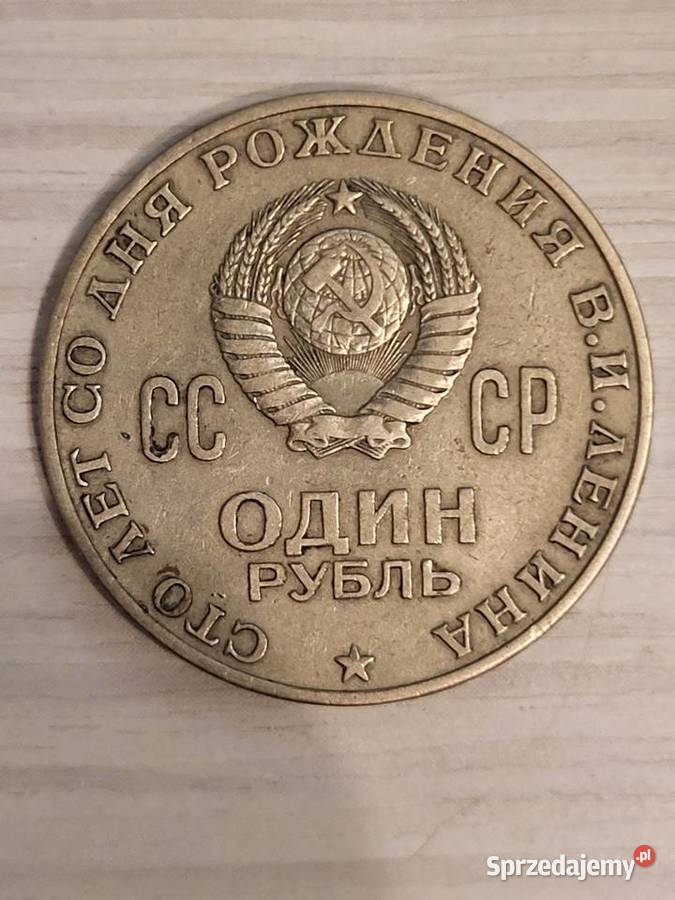 СТО ЛЕТ СО ДНЯ РОЖДЕНИЯ В.И.ЛЕНИНА
СС СР
ОДИН
РУБЛЬ
Sprzedajemy.pl